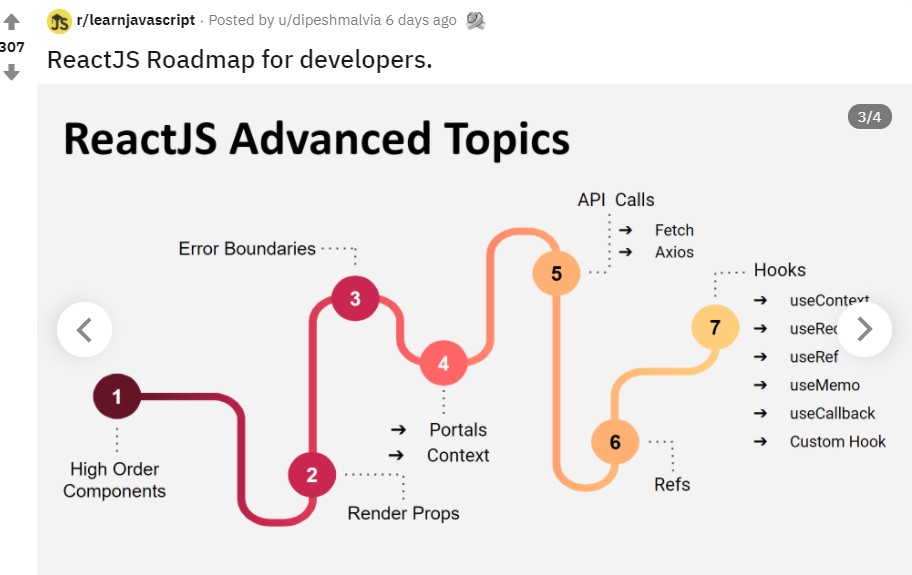 r/learnjavascript · Posted by u/dipeshmalvia 6 days ago
307
ReactJS Roadmap for developers.
3/4
ReactJS Advanced Topics
API Calls
➔ Fetch
➔ Axios
Error Boundaries
Hooks
➔ useContext
➔
➔ useRef
➔ useMemo
➔ useCallback
➔ Custom Hook
1
2
3
4
5
6
7
High Order
Components
Render Props
➔ Portals
➔ Context
Refs
JS